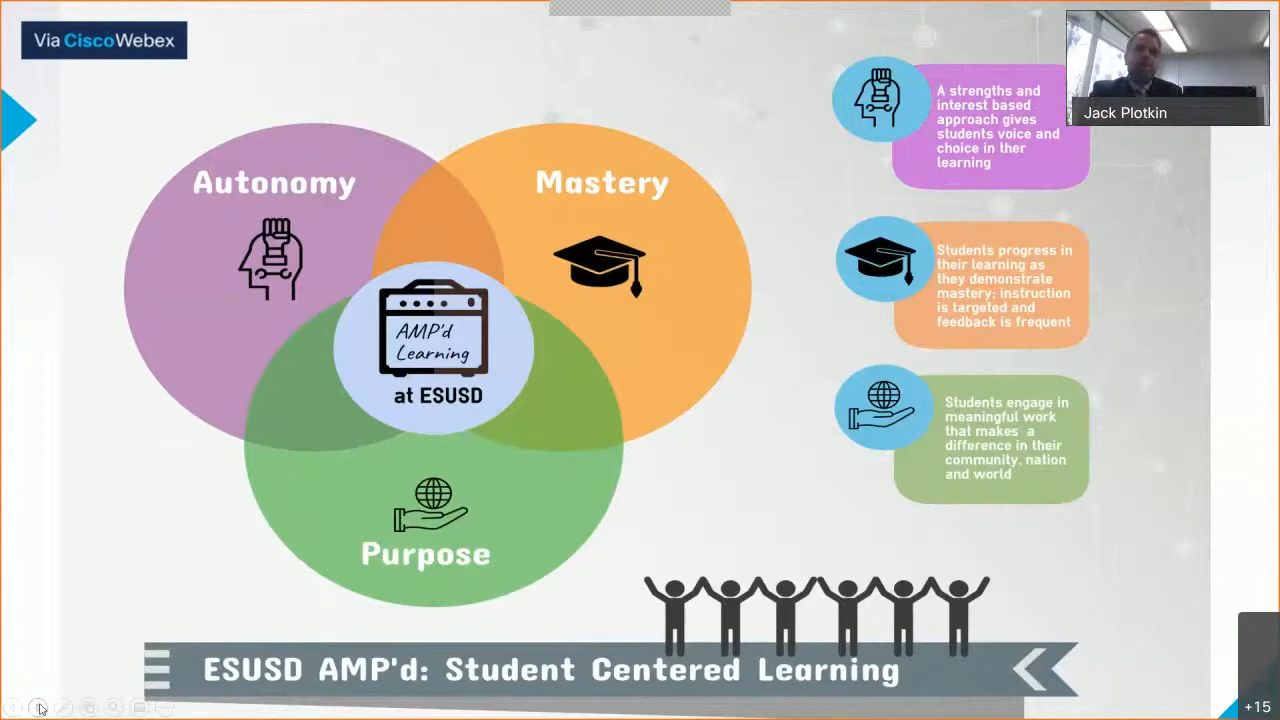 Via CiscoWebex
Autonomy
Mastery
AMP'd
Learning
at ESUSD
Purpose
A strengths and
interest based
approach gives
students voice and
choice in ther
learning
Jack Plotkin
Students progress in
their learning as
they demonstrate
mastery; instruction
is targeted and
feedback is frequent
Students engage in
meaningful work
that makes a
difference in their
community, nation
and world
ESUSD AMP'd: Student Centered Learning
+15